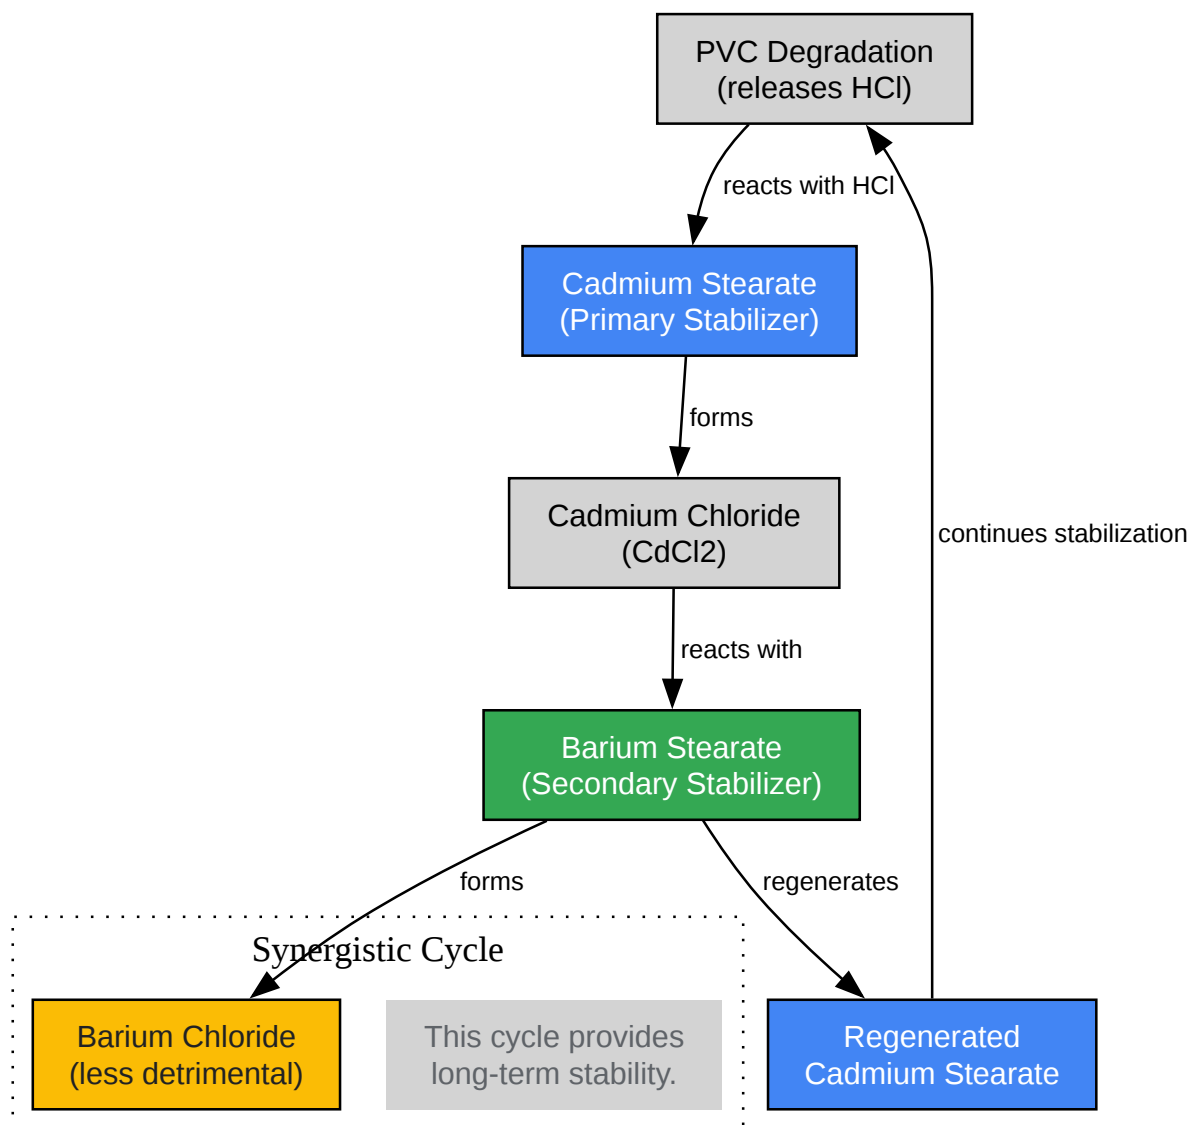 PVC Degradation
(releases HCl)
reacts with HCl
Cadmium Stearate
(Primary Stabilizer)
forms
Cadmium Chloride
(CdCl2)
continues stabilization
reacts with
Barium Stearate
(Secondary Stabilizer)
forms
regenerates
Synergistic Cycle
Barium Chloride
(less detrimental)
This cycle provides
long-term stability.
Regenerated
Cadmium Stearate